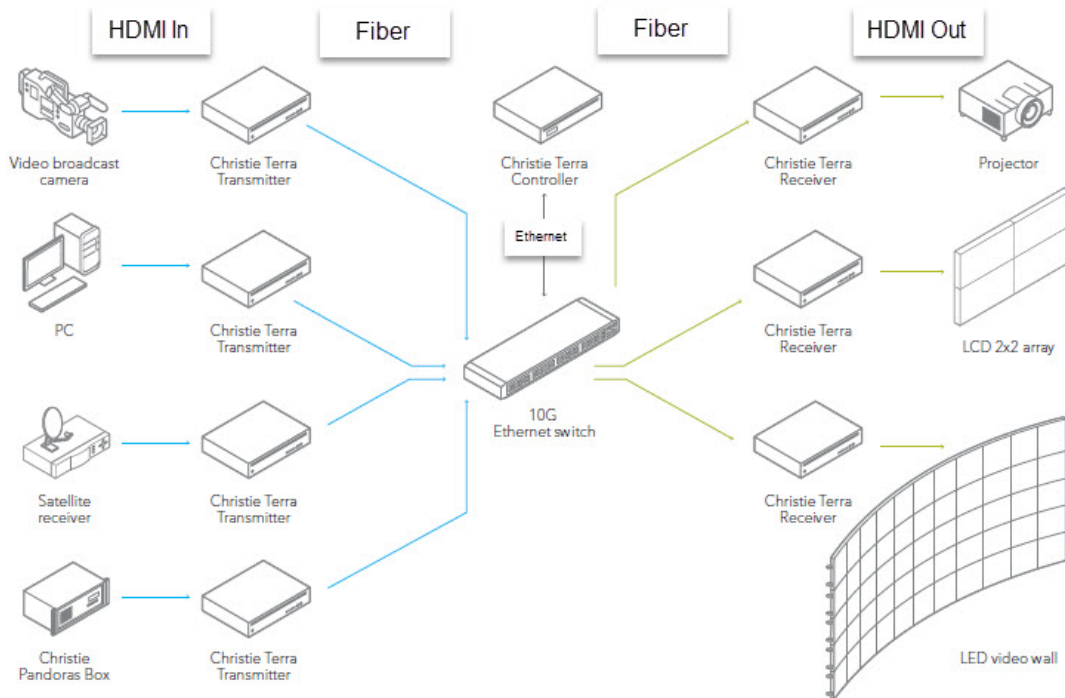 HDMI In
Fiber
Fiber
HDMI Out
Video broadcast
camera
Christie Terra
Transmitter
Christie Terra
Controller
Christie Terra
Receiver
Projector
Ethernet
PC
Christie Terra
Transmitter
Christie Terra
Receiver
LCD 2x2 array
10G
Ethernet switch
Satellite
receiver
Christie Terra
Transmitter
Christie Terra
Receiver
Christie
Pandoras Box
Christie Terra
Transmitter
LED video wall